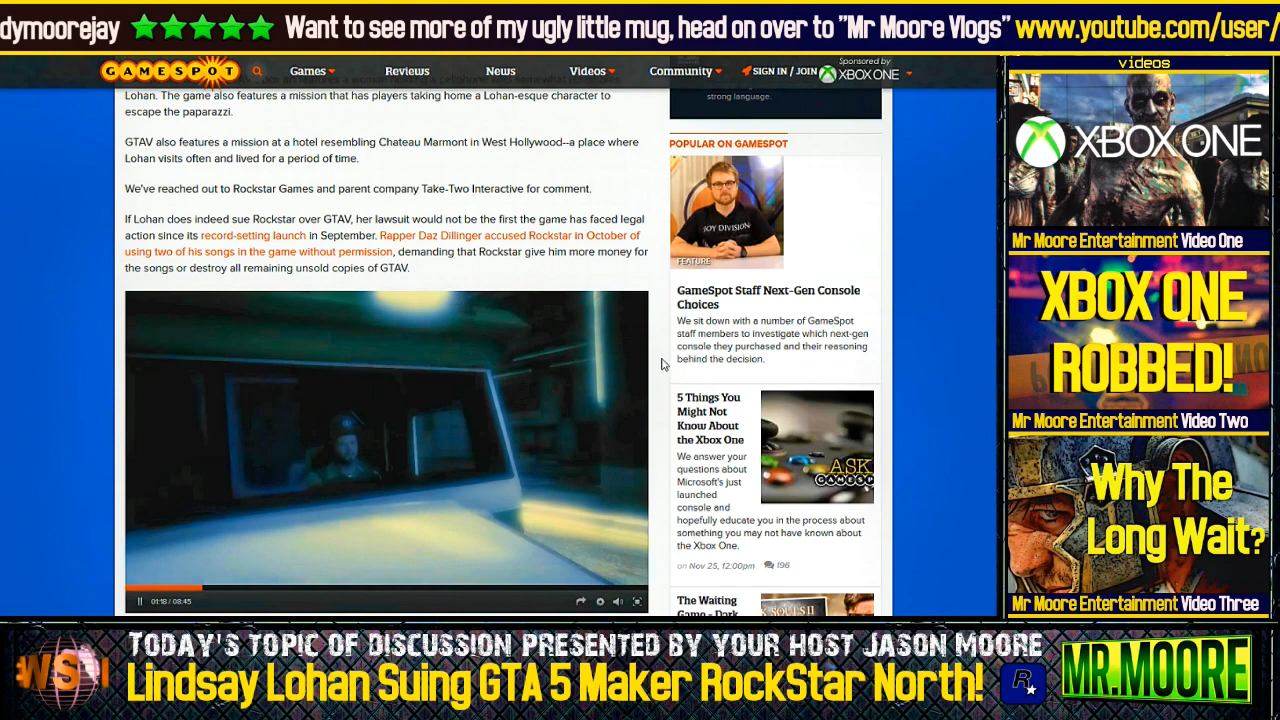 dymoorejay ★★★★★ Want to see more of my ugly little mug, head on over to "Mr Moore Vlogs" www.youtube.com/user/
GAMESPOT
Games
Reviews
News
Videos
Community
SIGN IN / JOIN
Sponsored by
XBOX ONE
Lohan. The game also features a mission that has players taking home a Lohan-esque character to
escape the paparazzi.
GTAV also features a mission at a hotel resembling Chateau Marmont in West Hollywood--a place where
Lohan visits often and lived for a period of time.
We've reached out to Rockstar Games and parent company Take-Two Interactive for comment.
If Lohan does indeed sue Rockstar over GTAV, her lawsuit would not be the first the game has faced legal
action since its record-setting launch in September. Rapper Daz Dillinger accused Rockstar in October of
using two of his songs in the game without permission, demanding that Rockstar give him more money for
the songs or destroy all remaining unsold copies of GTAV.
01:18 / 08:45
strong language.
POPULAR ON GAMESPOT
JOY DIVISION
FEATURE
GameSpot Staff Next-Gen Console
Choices
We sit down with a number of GameSpot
staff members to investigate which next-gen
console they purchased and their reasoning
behind the decision.
5 Things You
Might Not
Know About
the Xbox One
We answer your
questions about
Microsoft's just
launched
console and
hopefully educate you in the process about
something you may not have known about
the Xbox One.
ASK
GAMESPOT
on Nov 25, 12:00pm 196
The Waiting
Game - Dark
SOULS II
videos
XBOX ONE
Mr Moore Entertainment Video One
XBOX ONE
ROBBED!
Mr Moore Entertainment Video Two
Why The
Long Wait?
Mr Moore Entertainment Video Three
TODAY'S TOPIC OF DISCUSSION PRESENTED BY YOUR HOST JASON MOORE
Lindsay Lohan Suing GTA 5 Maker RockStar North!
R
MR.MOORE